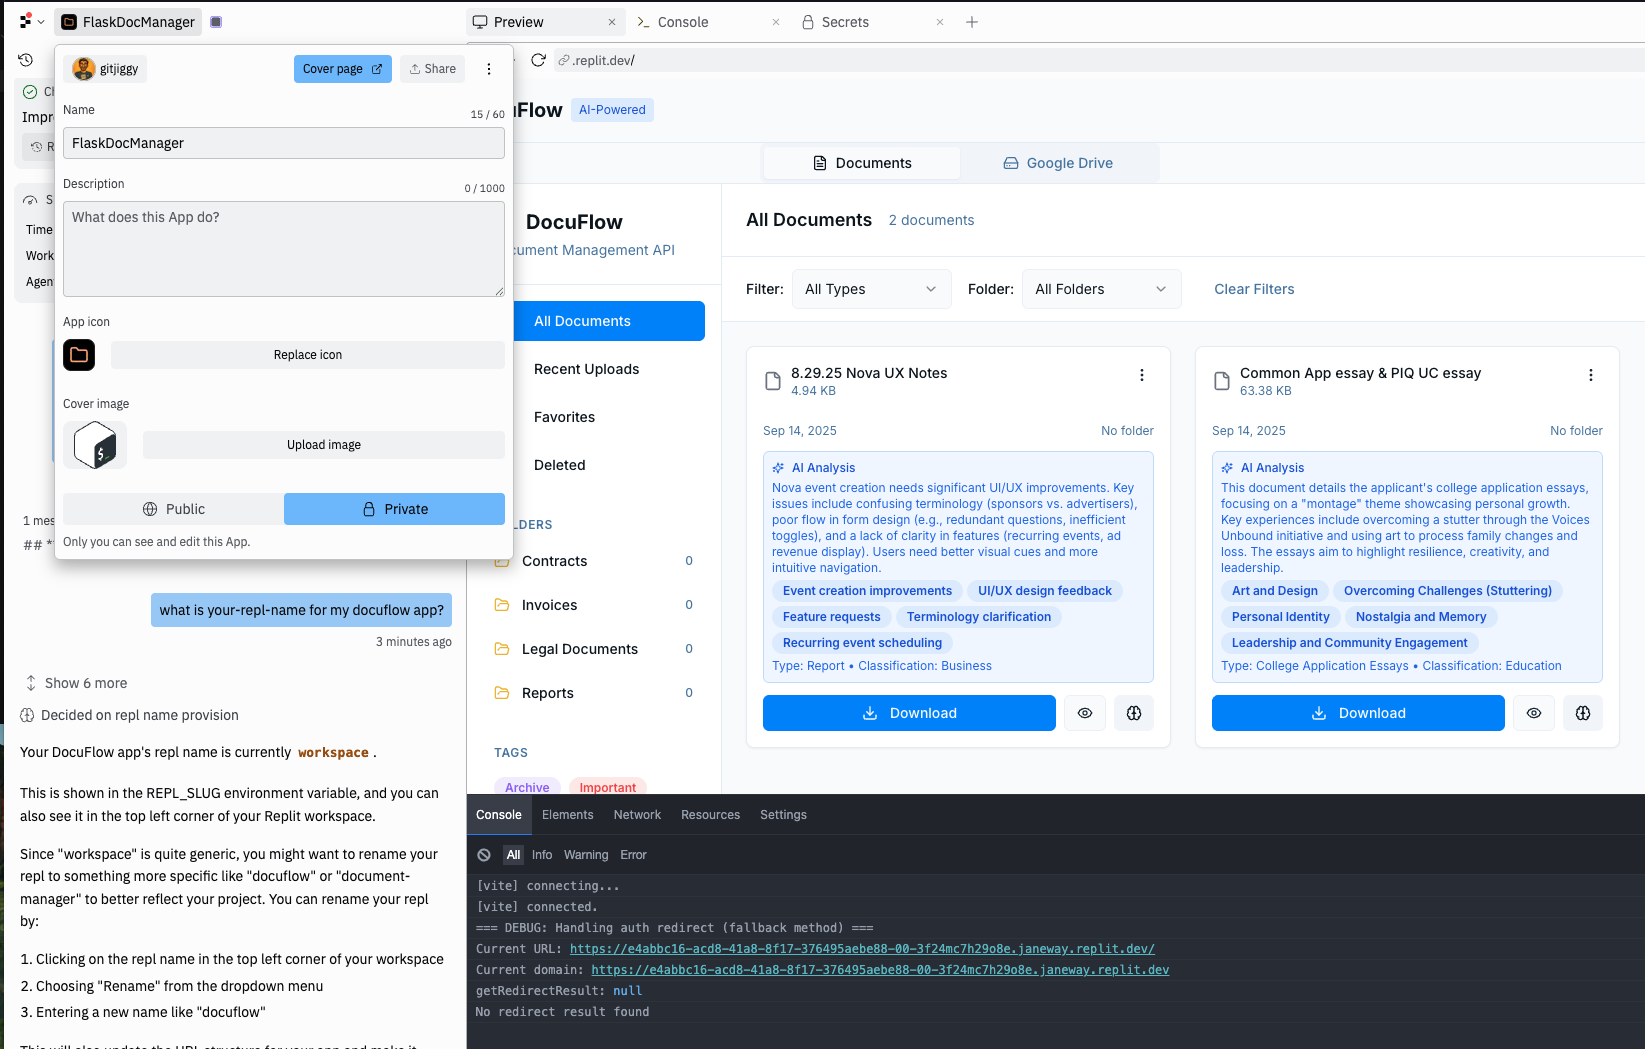 FlaskDocManager
Preview
Console
Secrets
gitjiggy
Cover page
Share
.replit.dev/
Name
15 / 60
FlaskDocManager
Description
0 / 1000
What does this App do?
App icon
Replace icon
Cover image
Upload image
Public
Private
Only you can see and edit this App.
Impr
Time
Work
Agen
1 mes
## *
what is your-repl-name for my docuflow app?
3 minutes ago
Show 6 more
Decided on repl name provision
Your DocuFlow app's repl name is currently workspace .
This is shown in the REPL_SLUG environment variable, and you can
also see it in the top left corner of your Replit workspace.
Since "workspace" is quite generic, you might want to rename your
repl to something more specific like "docuflow" or "document-
manager" to better reflect your project. You can rename your repl
by:
1. Clicking on the repl name in the top left corner of your workspace
2. Choosing "Rename" from the dropdown menu
3. Entering a new name like "docuflow"
uFlow
AI-Powered
Documents
Google Drive
DocuFlow
cument Management API
All Documents
Recent Uploads
Favorites
Deleted
LDERS
Contracts 0
Invoices 0
Legal Documents 0
Reports 0
TAGS
Archive
Important
All Documents 2 documents
Filter: All Types Folder: All Folders Clear Filters
8.29.25 Nova UX Notes
4.94 KB
Sep 14, 2025 No folder
AI Analysis
Nova event creation needs significant UI/UX improvements. Key
issues include confusing terminology (sponsors vs. advertisers),
poor flow in form design (e.g., redundant questions, inefficient
toggles), and a lack of clarity in features (recurring events, ad
revenue display). Users need better visual cues and more
intuitive navigation.
Event creation improvements UI/UX design feedback
Feature requests Terminology clarification
Recurring event scheduling
Type: Report • Classification: Business
Download
Common App essay & PIQ UC essay
63.38 KB
Sep 14, 2025 No folder
AI Analysis
This document details the applicant's college application essays,
focusing on a "montage" theme showcasing personal growth.
Key experiences include overcoming a stutter through the Voices
Unbound initiative and using art to process family changes and
loss. The essays aim to highlight resilience, creativity, and
leadership.
Art and Design Overcoming Challenges (Stuttering)
Personal Identity Nostalgia and Memory
Leadership and Community Engagement
Type: College Application Essays • Classification: Education
Download
Console Elements Network Resources Settings
All Info Warning Error
[vite] connecting...
[vite] connected.
=== DEBUG: Handling auth redirect (fallback method) ===
Current URL: https://e4abbc16-acd8-41a8-8f17-376495aebe88-00-3f24mc7h29o8e.janeway.replit.dev/
Current domain: https://e4abbc16-acd8-41a8-8f17-376495aebe88-00-3f24mc7h29o8e.janeway.replit.dev
getRedirectResult: null
No redirect result found